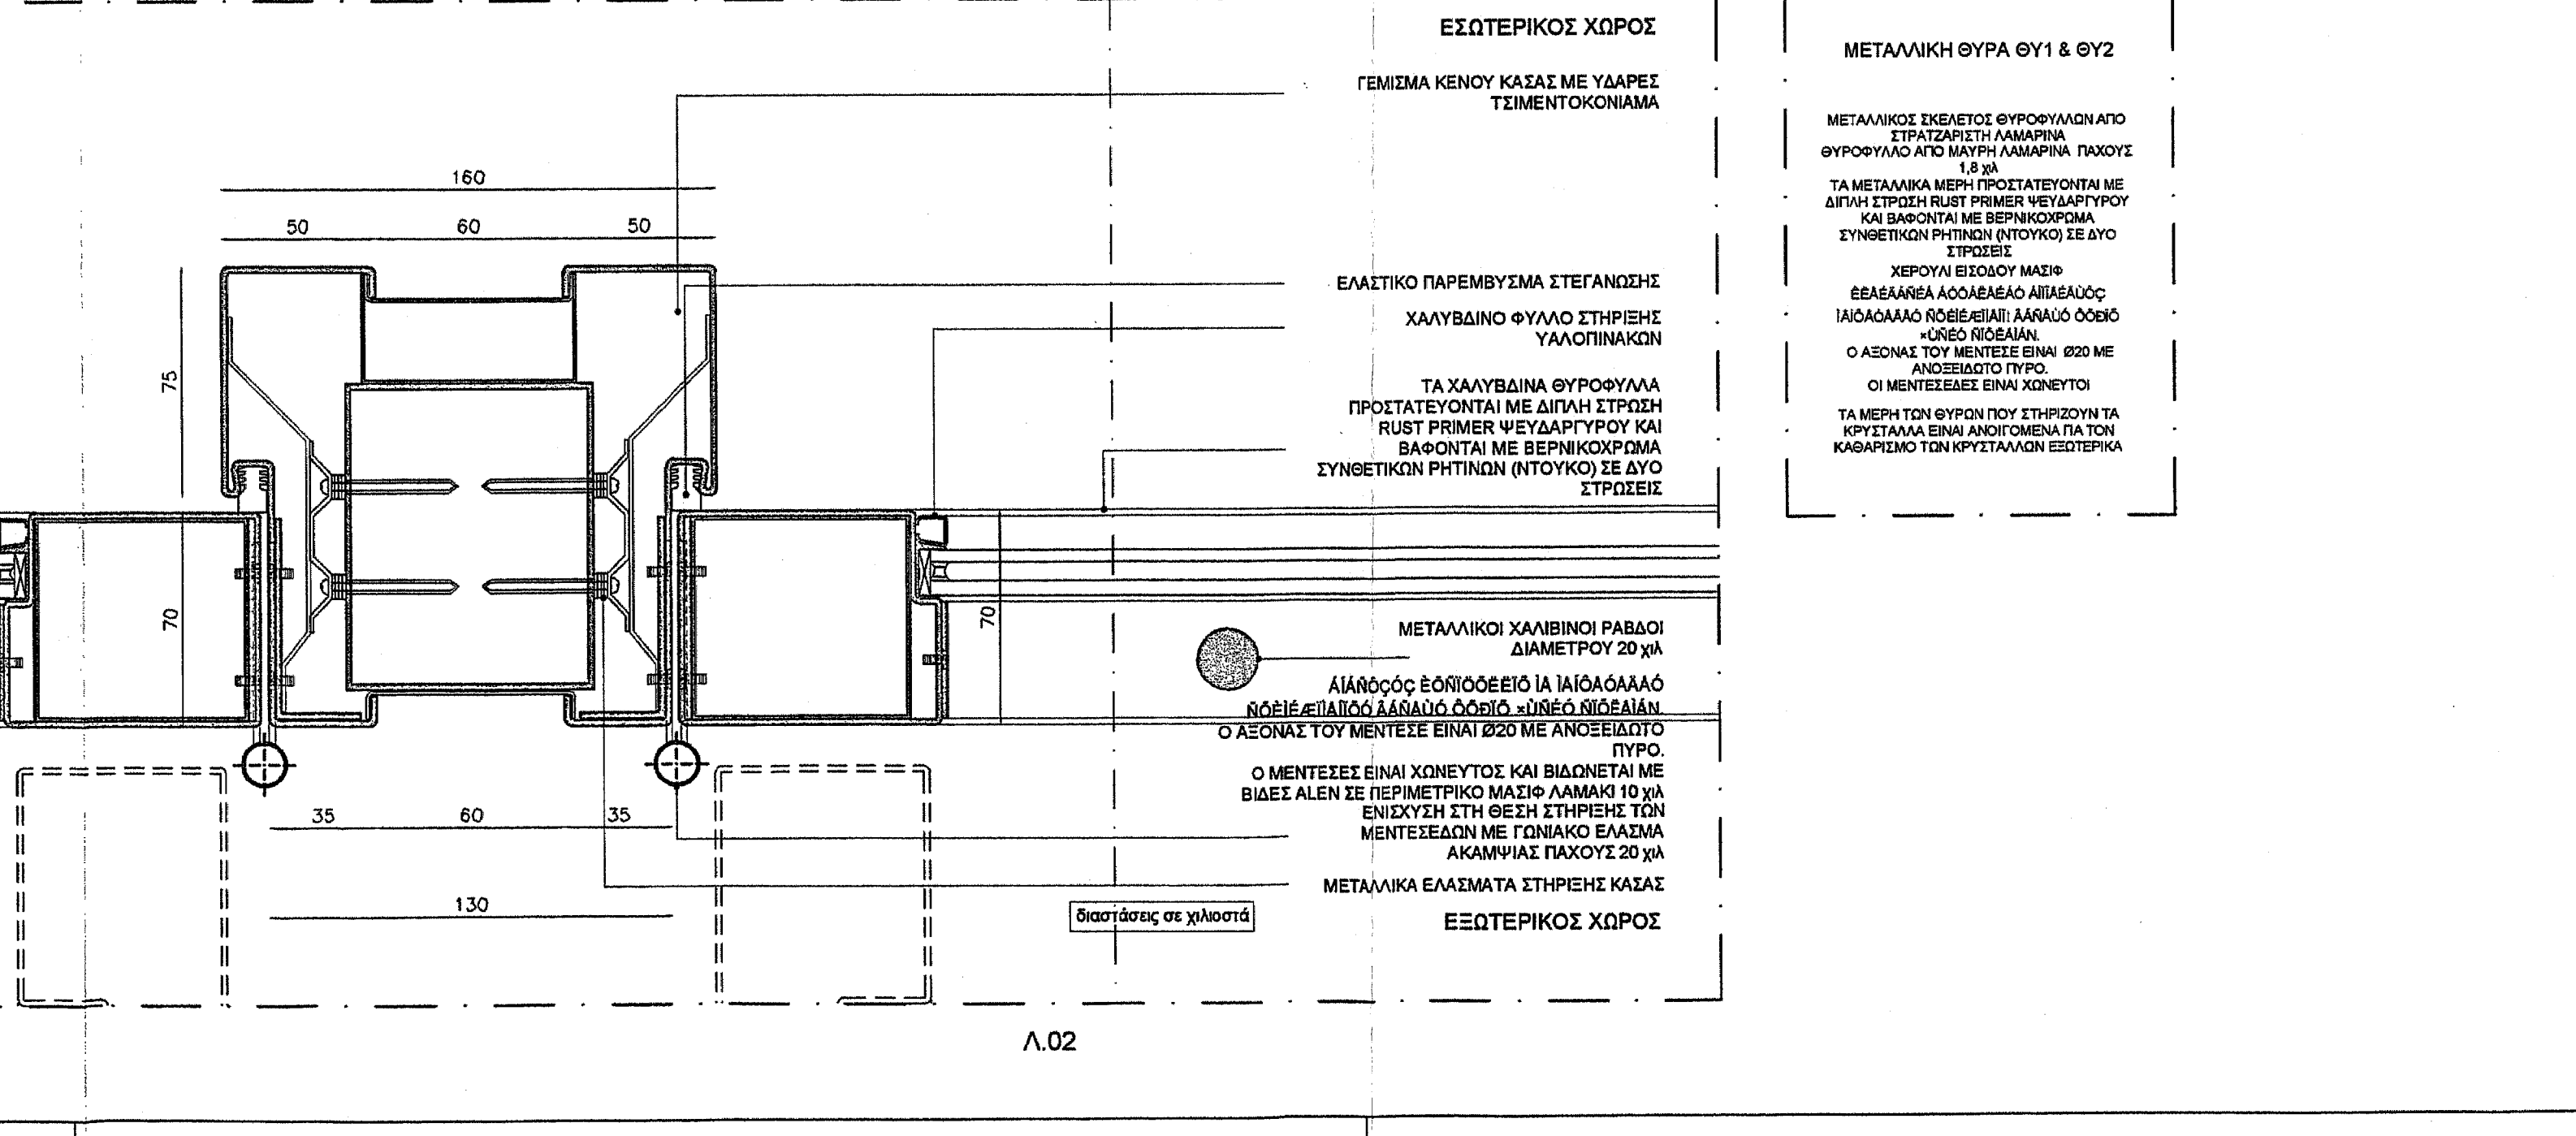 ΕΣΩΤΕΡΙΚΟΣ ΧΩΡΟΣ
ΓΕΜΙΣΜΑ ΚΕΝΟΥ ΚΑΣΑΣ ΜΕ ΥΔΑΡΕΣ
ΤΣΙΜΕΝΤΟΚΟΝΙΑΜΑ
160
50
60
50
ΕΛΑΣΤΙΚΟ ΠΑΡΕΜΒΥΣΜΑ ΣΤΕΓΑΝΩΣΗΣ
ΧΑΛΥΒΔΙΝΟ ΦΥΛΛΟ ΣΤΗΡΙΞΗΣ
ΥΑΛΟΠΙΝΑΚΩΝ
75
ΤΑ ΧΑΛΥΒΔΙΝΑ ΘΥΡΟΦΥΛΛΑ
ΠΡΟΣΤΑΤΕΥΟΝΤΑΙ ΜΕ ΔΙΠΛΗ ΣΤΡΩΣΗ
RUST PRIMER ΨΕΥΔΑΡΓΥΡΟΥ ΚΑΙ
ΒΑΦΟΝΤΑΙ ΜΕ ΒΕΡΝΙΚΟΧΡΩΜΑ
ΣΥΝΘΕΤΙΚΩΝ ΡΗΤΙΝΩΝ (ΝΤΟΥΚΟ) ΣΕ ΔΥΟ
ΣΤΡΩΣΕΙΣ
70
70
ΜΕΤΑΛΛΙΚΟΙ ΧΑΛΙΒΙΝΟΙ ΡΑΒΔΟΙ
ΔΙΑΜΕΤΡΟΥ 20 χιλ
Ο ΑΞΟΝΑΣ ΤΟΥ ΜΕΝΤΕΣΕ ΕΙΝΑΙ Ø20 ΜΕ ΑΝΟΞΕΙΔΩΤΟ
ΠΥΡΟ.
Ο ΜΕΝΤΕΣΕΣ ΕΙΝΑΙ ΧΩΝΕΥΤΟΣ ΚΑΙ ΒΙΔΩΝΕΤΑΙ ΜΕ
ΒΙΔΕΣ ALEN ΣΕ ΠΕΡΙΜΕΤΡΙΚΟ ΜΑΣΙΦ ΛΑΜΑΚΙ 10 χιλ
ΕΝΙΣΧΥΣΗ ΣΤΗ ΘΕΣΗ ΣΤΗΡΙΞΗΣ ΤΩΝ
ΜΕΝΤΕΣΕΔΩΝ ΜΕ ΓΩΝΙΑΚΟ ΕΛΑΣΜΑ
ΑΚΑΜΨΙΑΣ ΠΑΧΟΥΣ 20 χιλ
35
60
35
ΜΕΤΑΛΛΙΚΑ ΕΛΑΣΜΑΤΑ ΣΤΗΡΙΞΗΣ ΚΑΣΑΣ
130
διαστάσεις σε χιλιοστά
ΕΞΩΤΕΡΙΚΟΣ ΧΩΡΟΣ
Λ.02
ΜΕΤΑΛΛΙΚΗ ΘΥΡΑ ΘΥ1 & ΘΥ2
ΜΕΤΑΛΛΙΚΟΣ ΣΚΕΛΕΤΟΣ ΘΥΡΟΦΥΛΛΩΝ ΑΠΟ
ΣΤΡΑΤΖΑΡΙΣΤΗ ΛΑΜΑΡΙΝΑ
ΘΥΡΟΦΥΛΛΟ ΑΠΟ ΜΑΥΡΗ ΛΑΜΑΡΙΝΑ ΠΑΧΟΥΣ
1,8 χιλ
ΤΑ ΜΕΤΑΛΛΙΚΑ ΜΕΡΗ ΠΡΟΣΤΑΤΕΥΟΝΤΑΙ ΜΕ
ΔΙΠΛΗ ΣΤΡΩΣΗ RUST PRIMER ΨΕΥΔΑΡΓΥΡΟΥ
ΚΑΙ ΒΑΦΟΝΤΑΙ ΜΕ ΒΕΡΝΙΚΟΧΡΩΜΑ
ΣΥΝΘΕΤΙΚΩΝ ΡΗΤΙΝΩΝ (ΝΤΟΥΚΟ) ΣΕ ΔΥΟ
ΣΤΡΩΣΕΙΣ
ΧΕΡΟΥΛΙ ΕΙΣΟΔΟΥ ΜΑΣΙΦ
Ο ΑΞΟΝΑΣ ΤΟΥ ΜΕΝΤΕΣΕ ΕΙΝΑΙ Ø20 ΜΕ
ΑΝΟΞΕΙΔΩΤΟ ΠΥΡΟ.
ΟΙ ΜΕΝΤΕΣΕΔΕΣ ΕΙΝΑΙ ΧΩΝΕΥΤΟΙ
ΤΑ ΜΕΡΗ ΤΩΝ ΘΥΡΩΝ ΠΟΥ ΣΤΗΡΙΖΟΥΝ ΤΑ
ΚΡΥΣΤΑΛΛΑ ΕΙΝΑΙ ΑΝΟΙΓΟΜΕΝΑ ΓΙΑ ΤΟΝ
ΚΑΘΑΡΙΣΜΟ ΤΩΝ ΚΡΥΣΤΑΛΛΩΝ ΕΞΩΤΕΡΙΚΑ